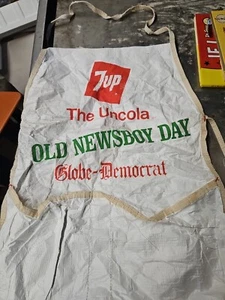 7up
The Uncola
OLD NEWSBOY DAY
Globe-Democrat